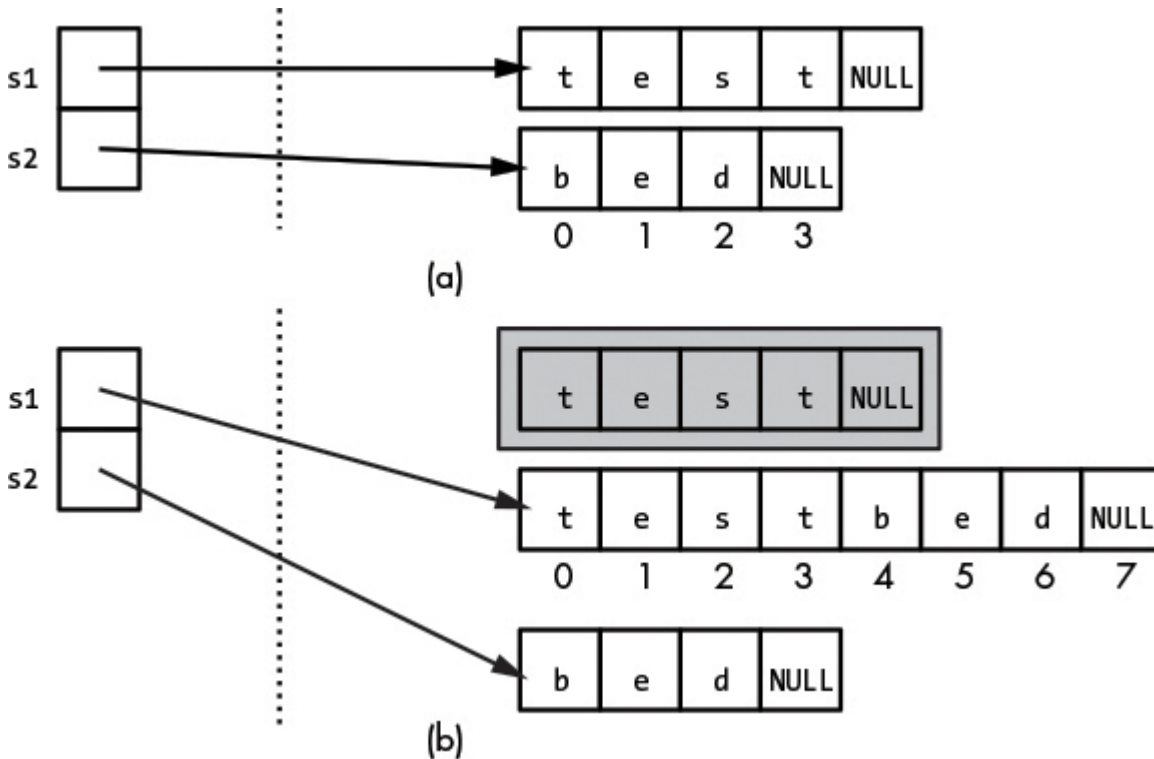 s1 t e s t NULL
s2 b e d NULL
0 1 2 3
(a)
s1 t e s t NULL
s2 t e s t b e d NULL
0 1 2 3 4 5 6 7
b e d NULL
(b)